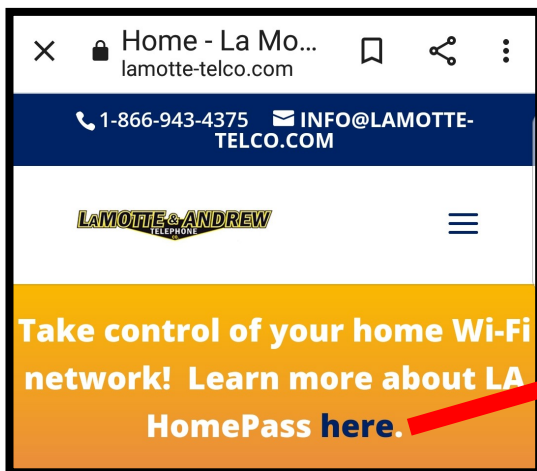 Home - La Mo...
lamotte-telco.com
1-866-943-4375 INFO@LAMOTTE-
TELCO.COM
LAMOTTE & ANDREW
TELEPHONE
CO.
Take control of your home Wi-Fi
network! Learn more about LA
HomePass here.